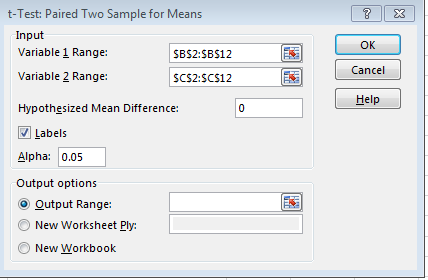 t-Test: Paired Two Sample for Means
?
Input
Variable 1 Range: $B$2:$B$12
Variable 2 Range: $C$2:$C$12
Hypothesized Mean Difference: 0
Labels
Alpha: 0.05
Output options
Output Range:
New Worksheet Ply:
New Workbook
OK
Cancel
Help